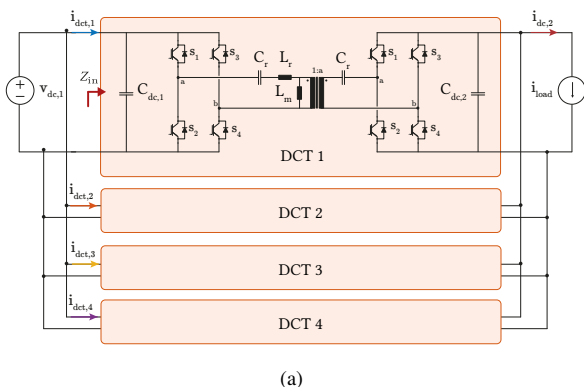 i_dct,1
i_dc,2
S_1
S_3
S_1
S_3
C_r
L_r
1:a
C_r
v_dc,1
Z_in
C_dc,1
a
b
L_m
a
b
C_dc,2
i_load
S_2
S_4
S_2
S_4
DCT 1
i_dct,2
DCT 2
i_dct,3
DCT 3
i_dct,4
DCT 4
(a)